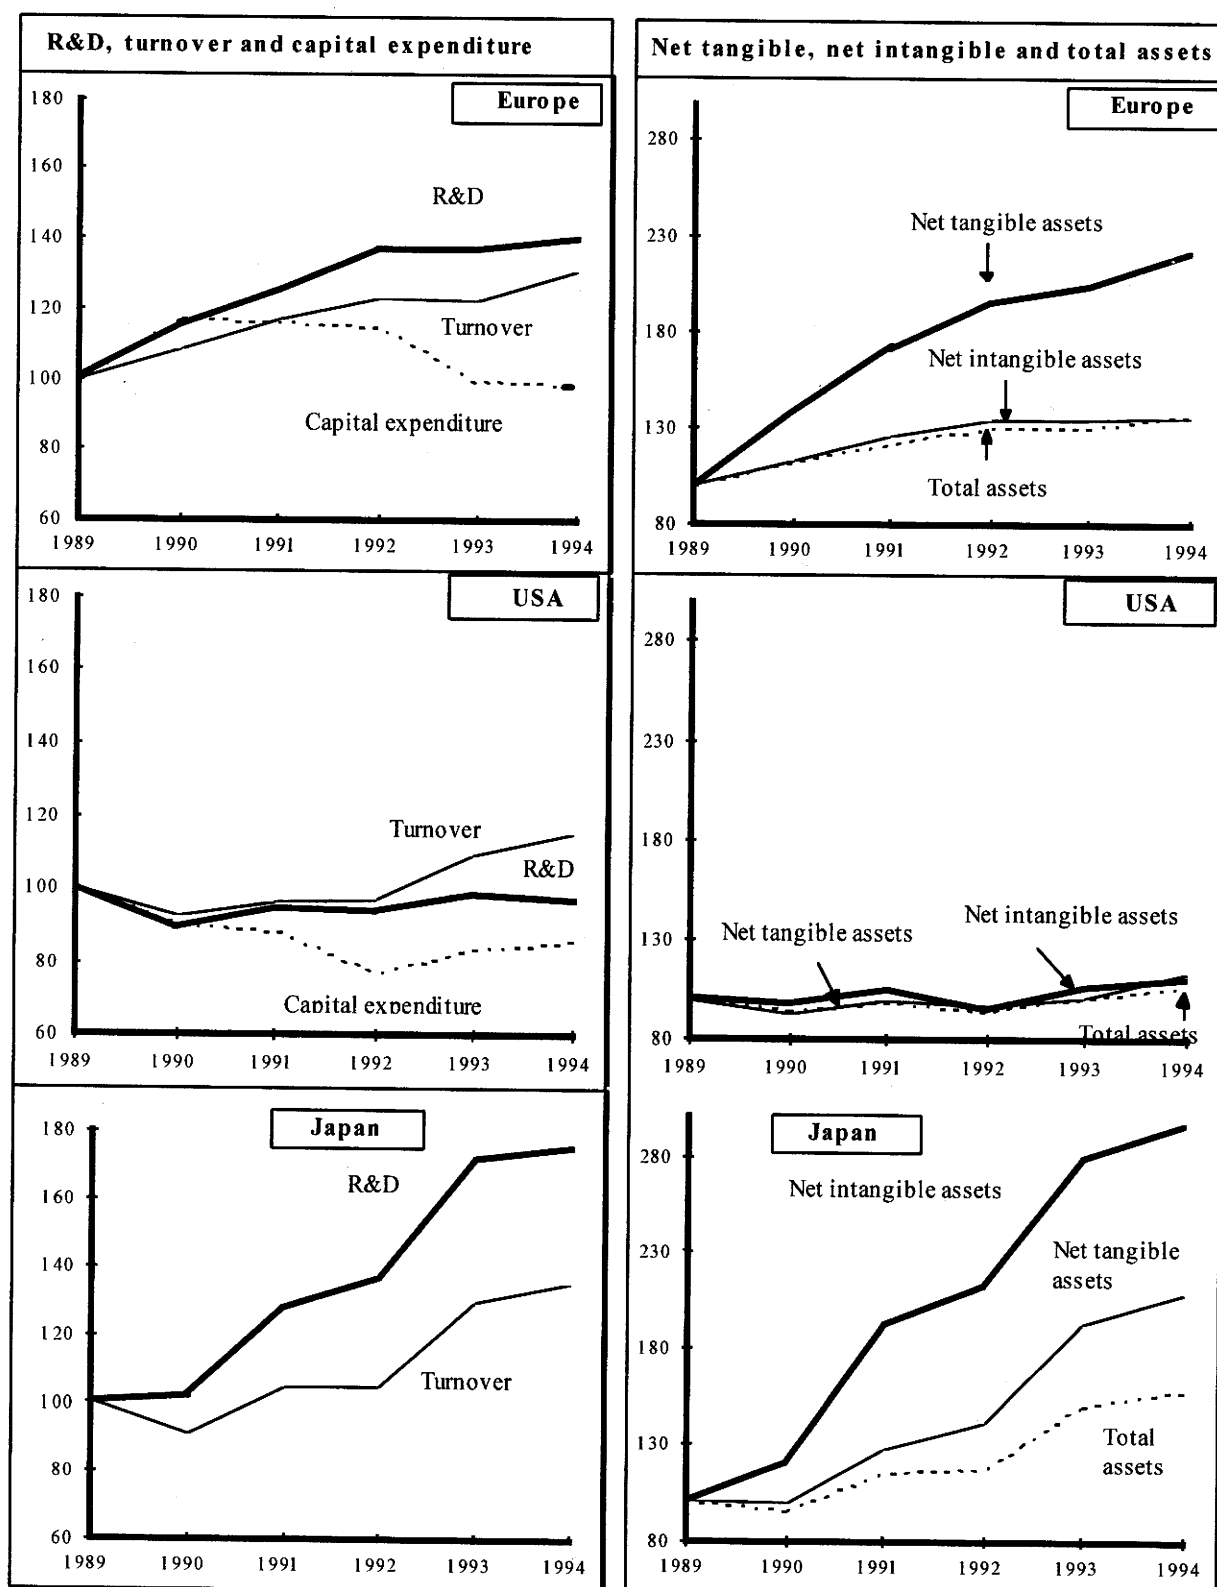 R&D, turnover and capital expenditure
Europe
180
160
140
120
100
80
60
R&D
Turnover
Capital expenditure
1989 1990 1991 1992 1993 1994
Net tangible, net intangible and total assets
Europe
280
230
180
130
80
Net tangible assets
Net intangible assets
Total assets
1989 1990 1991 1992 1993 1994
USA
180
160
140
120
100
80
60
Turnover
R&D
Capital expenditure
1989 1990 1991 1992 1993 1994
USA
280
230
180
130
80
Net intangible assets
Net tangible assets
Total assets
1989 1990 1991 1992 1993 1994
Japan
180
160
140
120
100
80
60
R&D
Turnover
1989 1990 1991 1992 1993 1994
Japan
280
230
180
130
80
Net intangible assets
Net tangible
assets
Total
assets
1989 1990 1991 1992 1993 1994